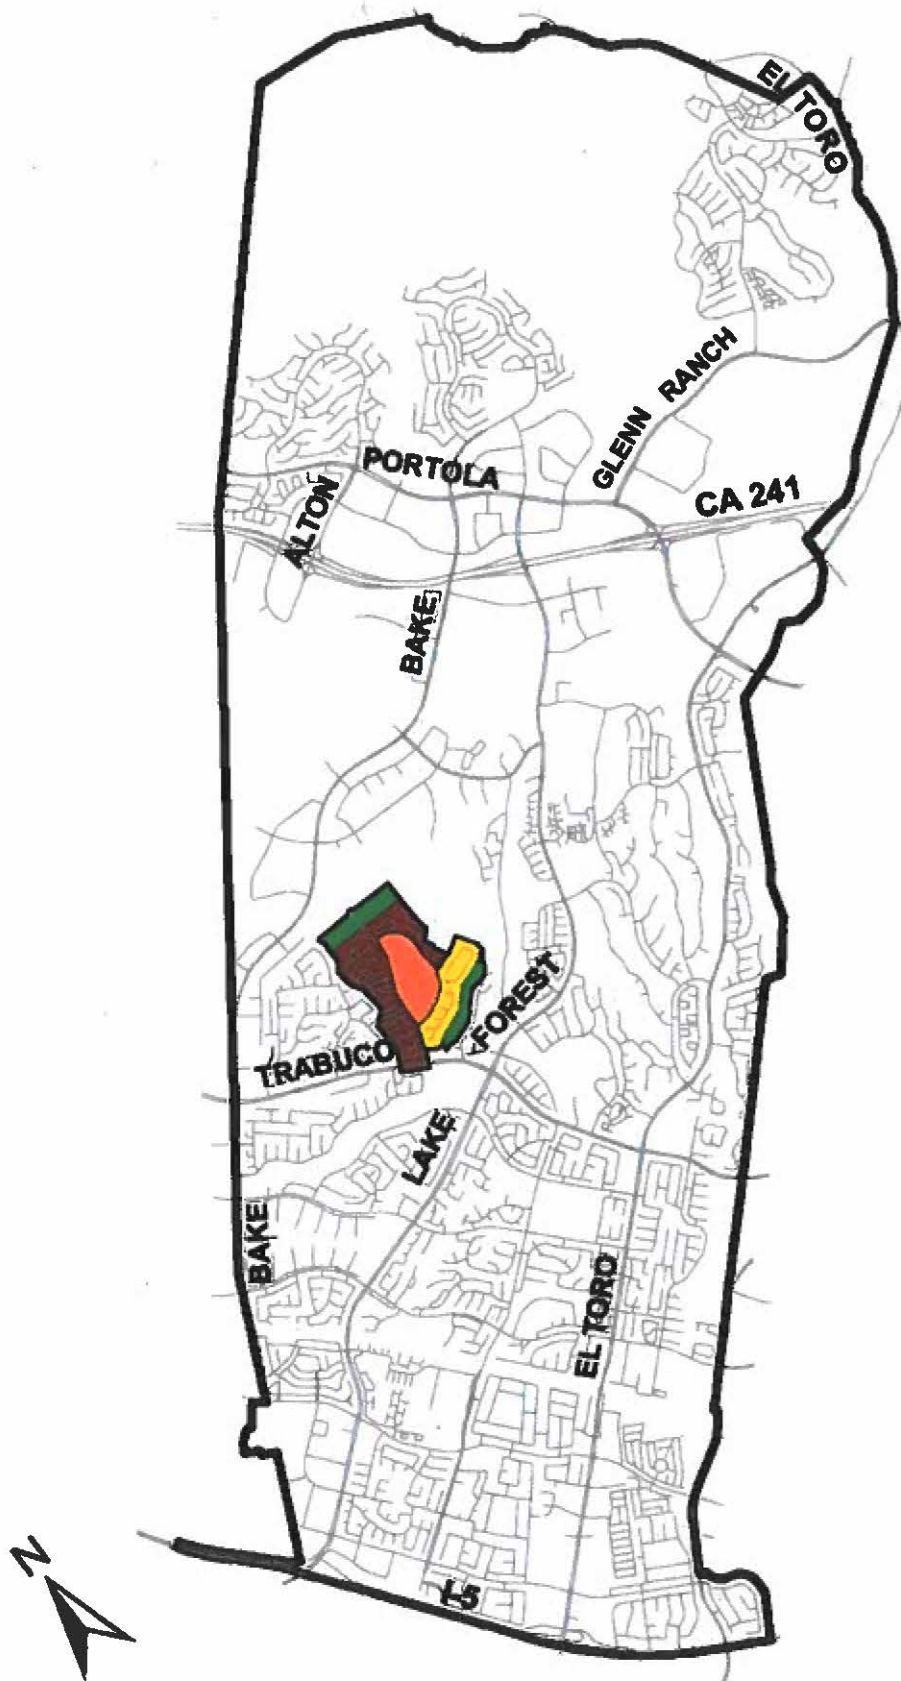 EL TORO
GLENN RANCH
PORTOLA
CA 241
ALTON
BAKE
FOREST
TRABUCO
LAKE
BAKE
EL TORO
I-5
N